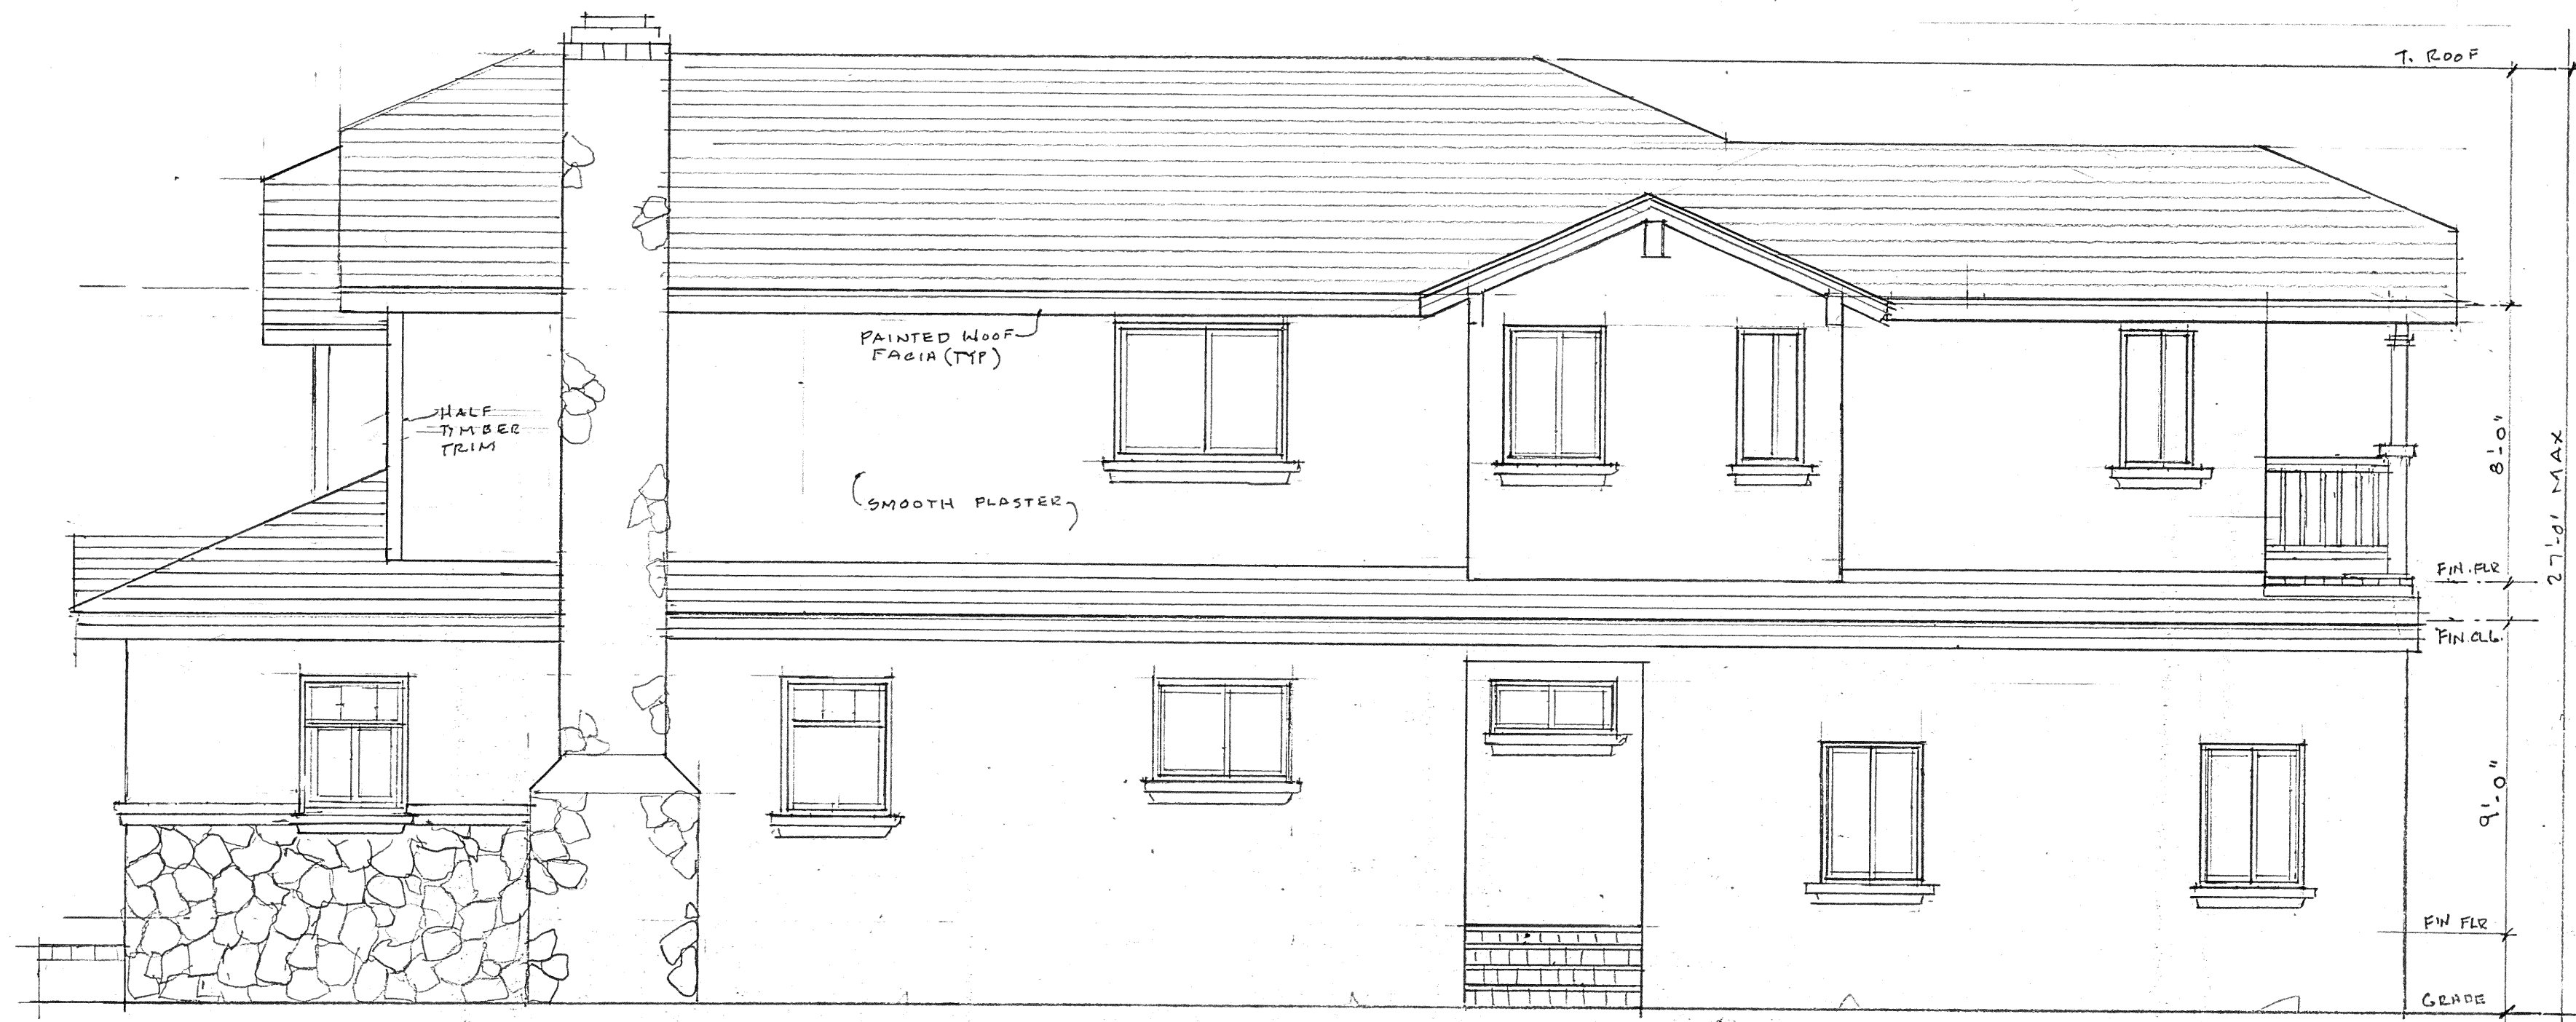 T. ROOF
PAINTED WOOF
FACIA (TYP)
HALF
TIMBER
TRIM
(SMOOTH PLASTER)
8'-0"
27'-0' MAX
FIN. FLR
FIN. CLG.
9'-0"
FIN FLR
GRADE